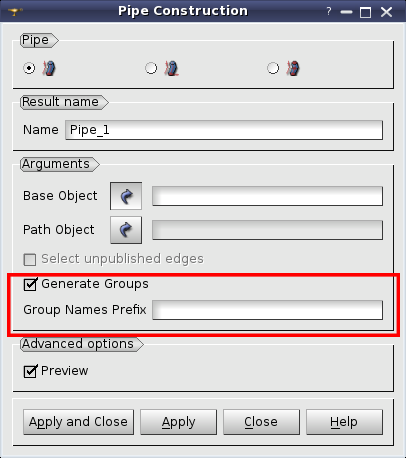 Pipe Construction
?
Pipe
Result name
Name Pipe_1
Arguments
Base Object
Path Object
Select unpublished edges
Generate Groups
Group Names Prefix
Advanced options
Preview
Apply and Close Apply Close Help